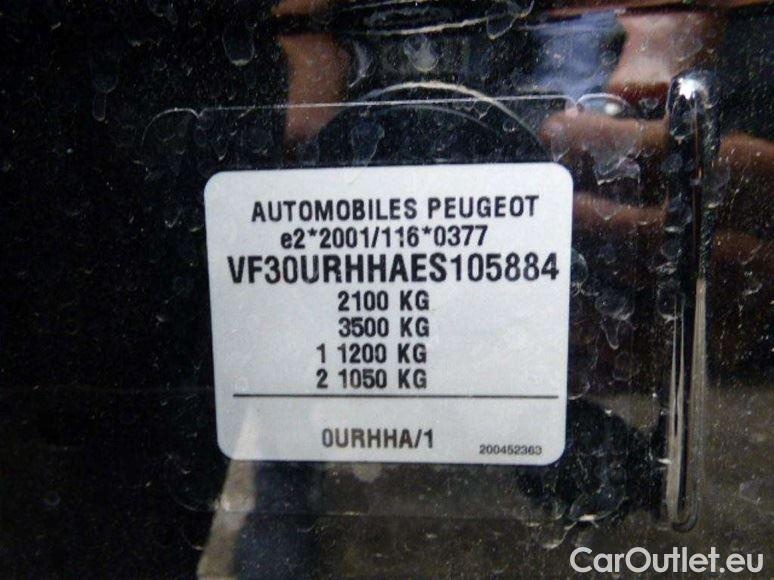 AUTOMOBILES PEUGEOT
e2*2001/116*0377
VF30URHHAES105884
2100 KG
3500 KG
1 1200 KG
2 1050 KG
0URHHA/1
200452363
CarOutlet.eu